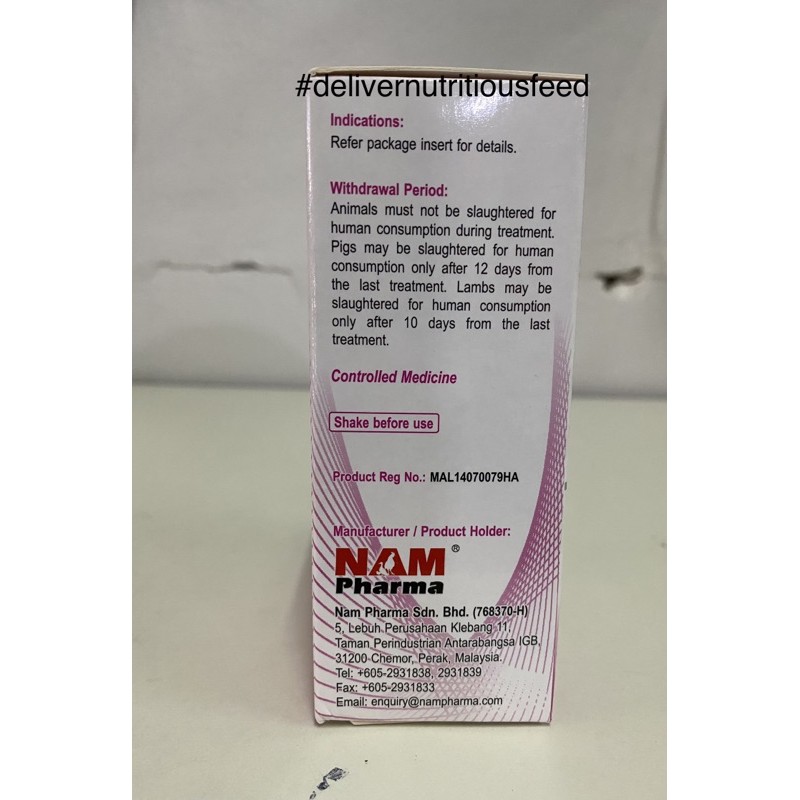 #delivernutritiousfeed
Indications:
Refer package insert for details.
Withdrawal Period:
Animals must not be slaughtered for
human consumption during treatment.
Pigs may be slaughtered for human
consumption only after 12 days from
the last treatment. Lambs may be
slaughtered for human consumption
only after 10 days from the last
treatment.
Controlled Medicine
Shake before use
Product Reg No.: MAL14070079HA
Manufacturer / Product Holder:
NAM ®
Pharma
Nam Pharma Sdn. Bhd. (768370-H)
5, Lebuh Perusahaan Klebang 11,
Taman Perindustrian Antarabangsa IGB,
31200 Chemor, Perak, Malaysia.
Tel: +605-2931838, 2931839
Fax: +605-2931833
Email: enquiry@nampharma.com